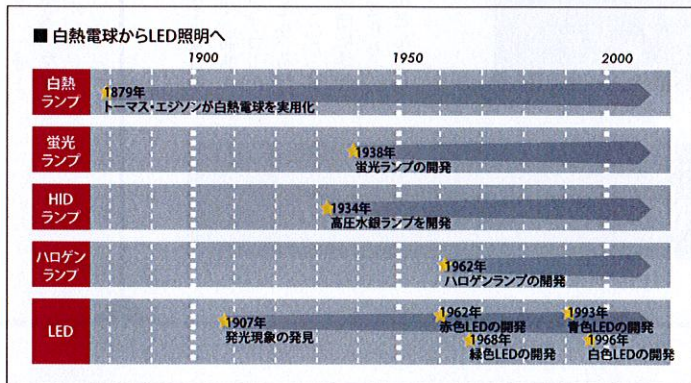 ■ 白熱電球からLED照明へ
1900
1950
2000
白熱
ランプ
1879年
トーマス・エジソンが白熱電球を実用化
蛍光
ランプ
1938年
蛍光ランプの開発
HID
ランプ
1934年
高圧水銀ランプを開発
ハロゲン
ランプ
1962年
ハロゲンランプの開発
LED
1907年
発光現象の発見
1962年
赤色LEDの開発
1968年
緑色LEDの開発
1993年
青色LEDの開発
1996年
白色LEDの開発